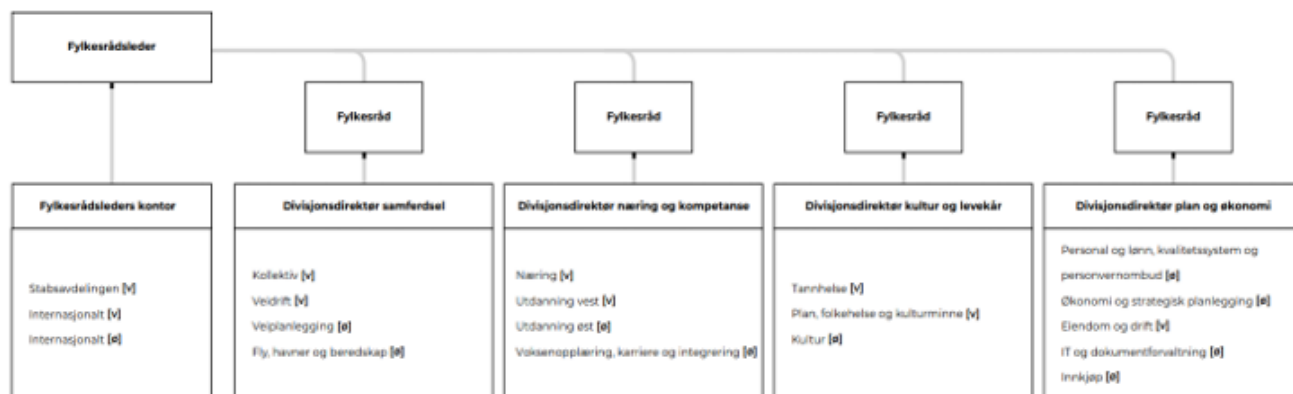 Fylkesrådsleder
Fylkesråd
Fylkesråd
Fylkesråd
Fylkesråd
Fylkesrådsleders kontor
Stabsavdelingen [v]
Internasjonalt [v]
Internasjonalt [ø]
Divisjonsdirektør samferdsel
Kollektiv [v]
Veidrift [v]
Veiplanlegging [ø]
Fly, havner og beredskap [ø]
Divisjonsdirektør næring og kompetanse
Næring [v]
Utdanning vest [v]
Utdanning øst [ø]
Voksenopplæring, karriere og integrering [ø]
Divisjonsdirektør kultur og levekår
Tannhelse [v]
Plan, folkehelse og kulturminne [v]
Kultur [ø]
Divisjonsdirektør plan og økonomi
Personal og lønn, kvalitetssystem og
personvernombud [ø]
Økonomi og strategisk planlegging [ø]
Eiendom og drift [v]
IT og dokumentforvaltning [ø]
Innkjøp [ø]